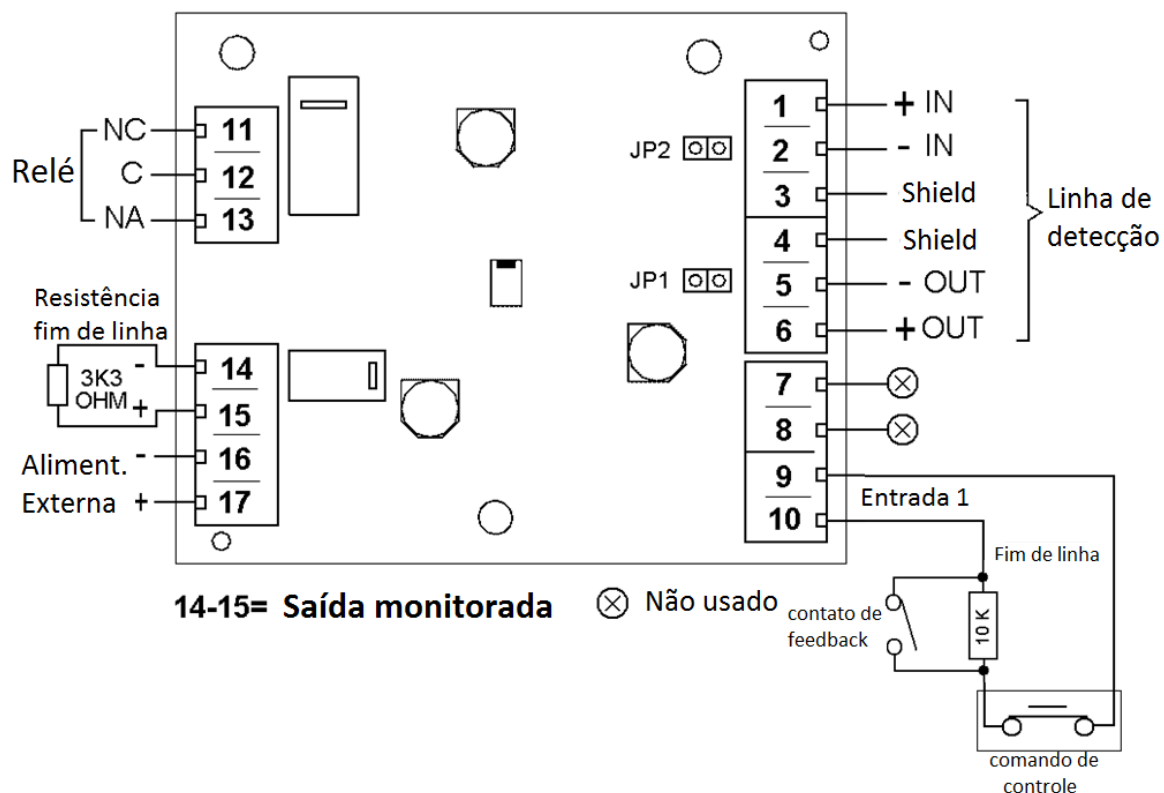 NC
11
Relé
C
12
NA
13
JP2
JP1
1
+ IN
2
- IN
3
Shield
4
Shield
5
- OUT
6
+ OUT
Linha de
detecção
Resistência
fim de linha
3K3
OHM
-
14
+
15
Aliment.
Externa
-
16
+
17
7
8
9
10
Entrada 1
Fim de linha
10 K
contato de
feedback
comando de
controle
14-15= Saída monitorada
Não usado